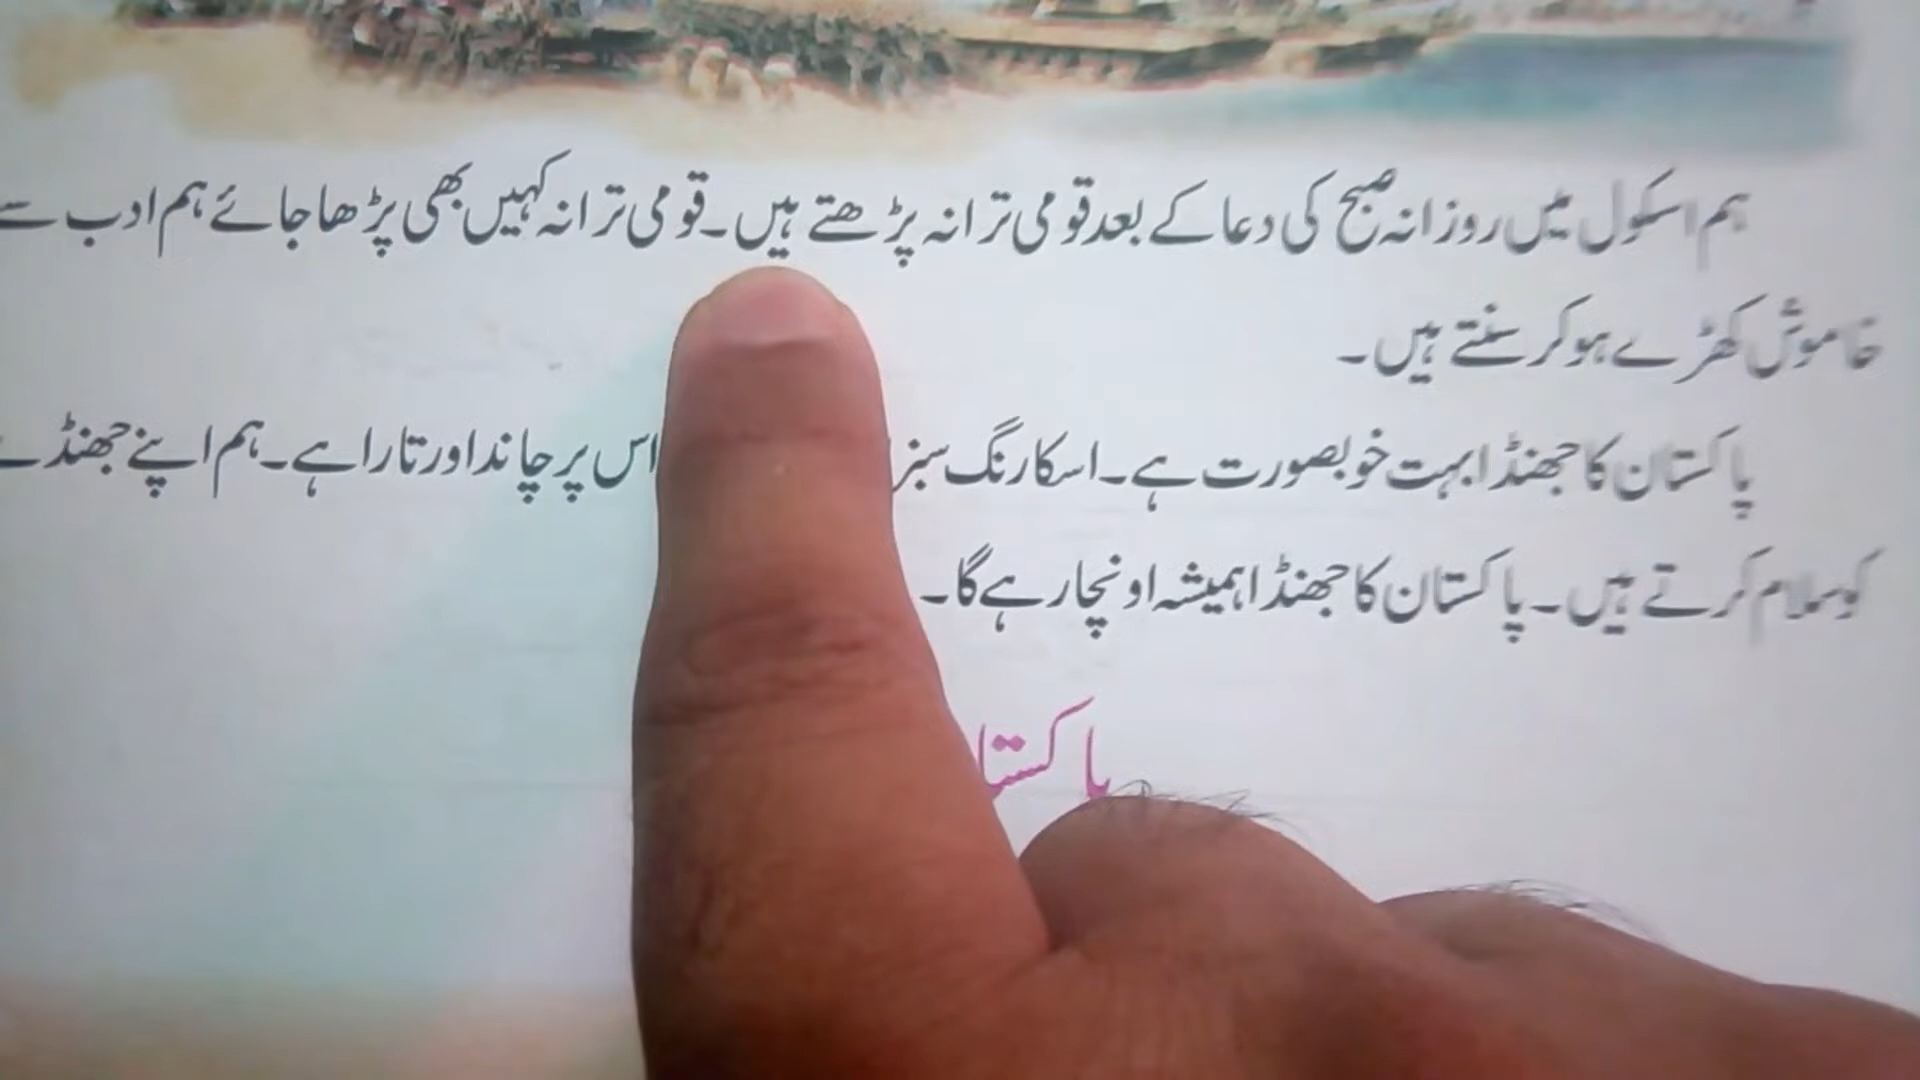 ہم اسکول میں روزانہ صبح کی دعا کے بعد قومی ترانہ پڑھتے ہیں۔ قومی ترانہ کہیں بھی پڑھا جائے ہم ادب سے
خاموش کھڑے ہو کر سنتے ہیں۔
پاکستان کا جھنڈا بہت خوبصورت ہے۔ اسکا رنگ سبز اس پر چاند اور تارا ہے۔ ہم اپنے جھنڈے
کو سلام کرتے ہیں۔ پاکستان کا جھنڈا ہمیشہ اونچا رہے گا۔